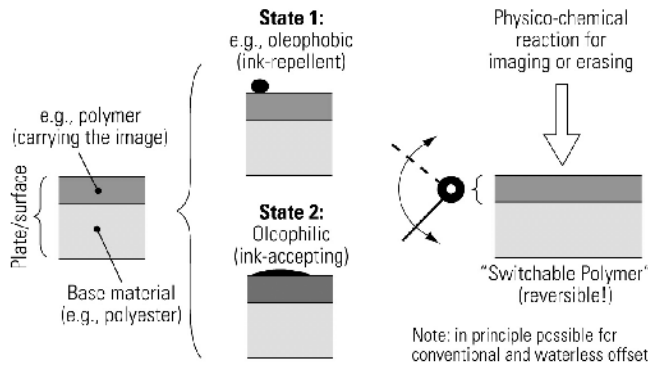 State 1:
e.g., oleophobic
(ink-repellent)
Physico-chemical
reaction for
imaging or erasing
e.g., polymer
(carrying the image)
Plate/surface
Base material
(e.g., polyester)
State 2:
Olcophilic
(ink-accepting)
“Switchable Polymer”
(reversible!)
Note: in principle possible for
conventional and waterless offset